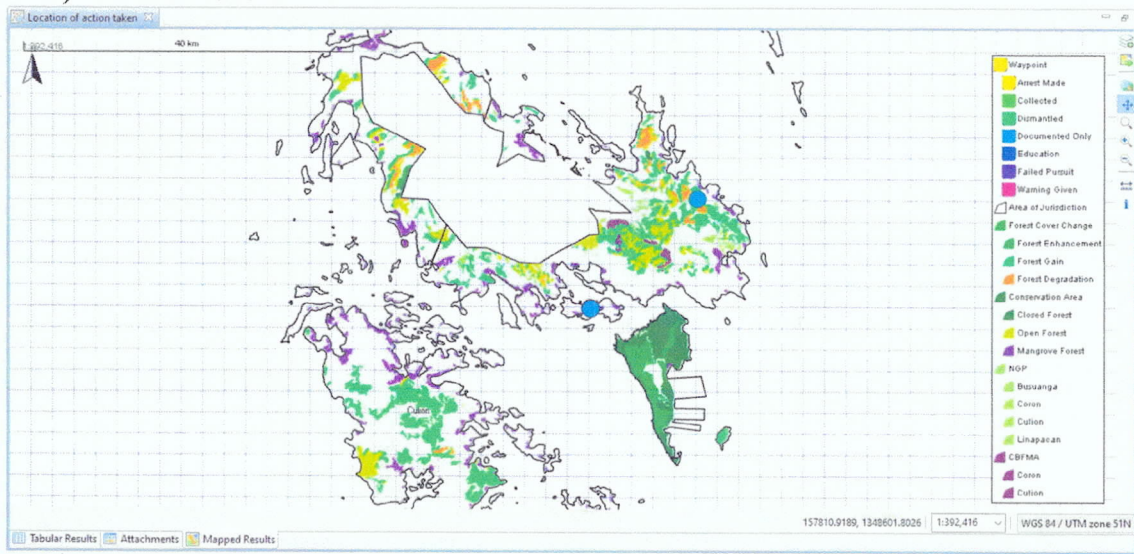 Location of action taken
1:392,416
40 km
Waypoint
Arrest Made
Collected
Dismantled
Documented Only
Education
Failed Pursuit
Warning Given
Area of Jurisdiction
Forest Cover Change
Forest Enhancement
Forest Gain
Forest Degradation
Conservation Area
Closed Forest
Open Forest
Mangrove Forest
NGP
Busuanga
Coron
Culion
Linapacan
CBFMA
Coron
Culion
Culion
157810.9189, 1348601.8026
1:392,416
WGS 84 / UTM zone 51N
Tabular Results
Attachments
Mapped Results